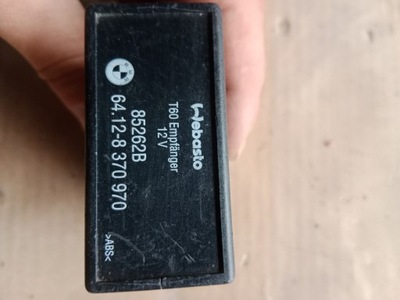 Webasto
T60 Empfänger
12 V
85262B
64.12-8 370 970
>ABS<